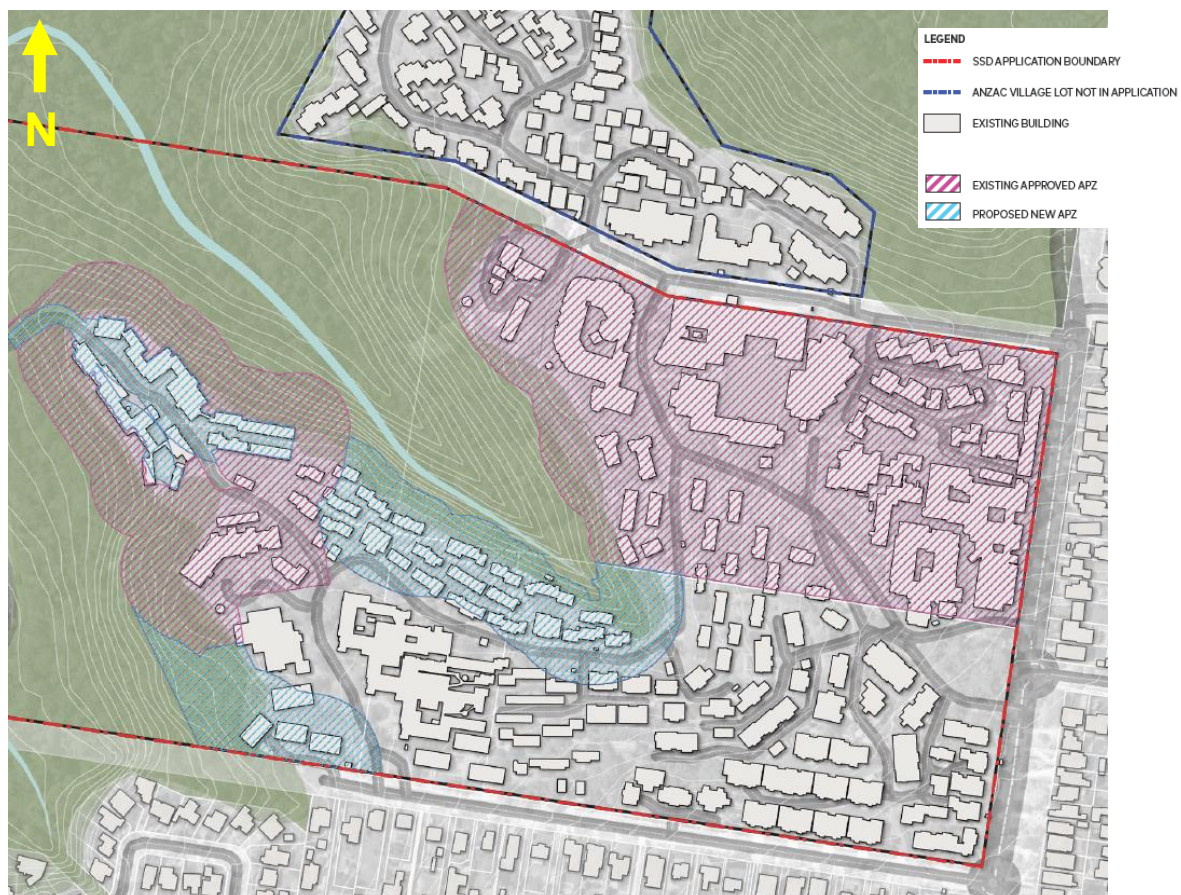 N
LEGEND
SSD APPLICATION BOUNDARY
ANZAC VILLAGE LOT NOT IN APPLICATION
EXISTING BUILDING
EXISTING APPROVED APZ
PROPOSED NEW APZ